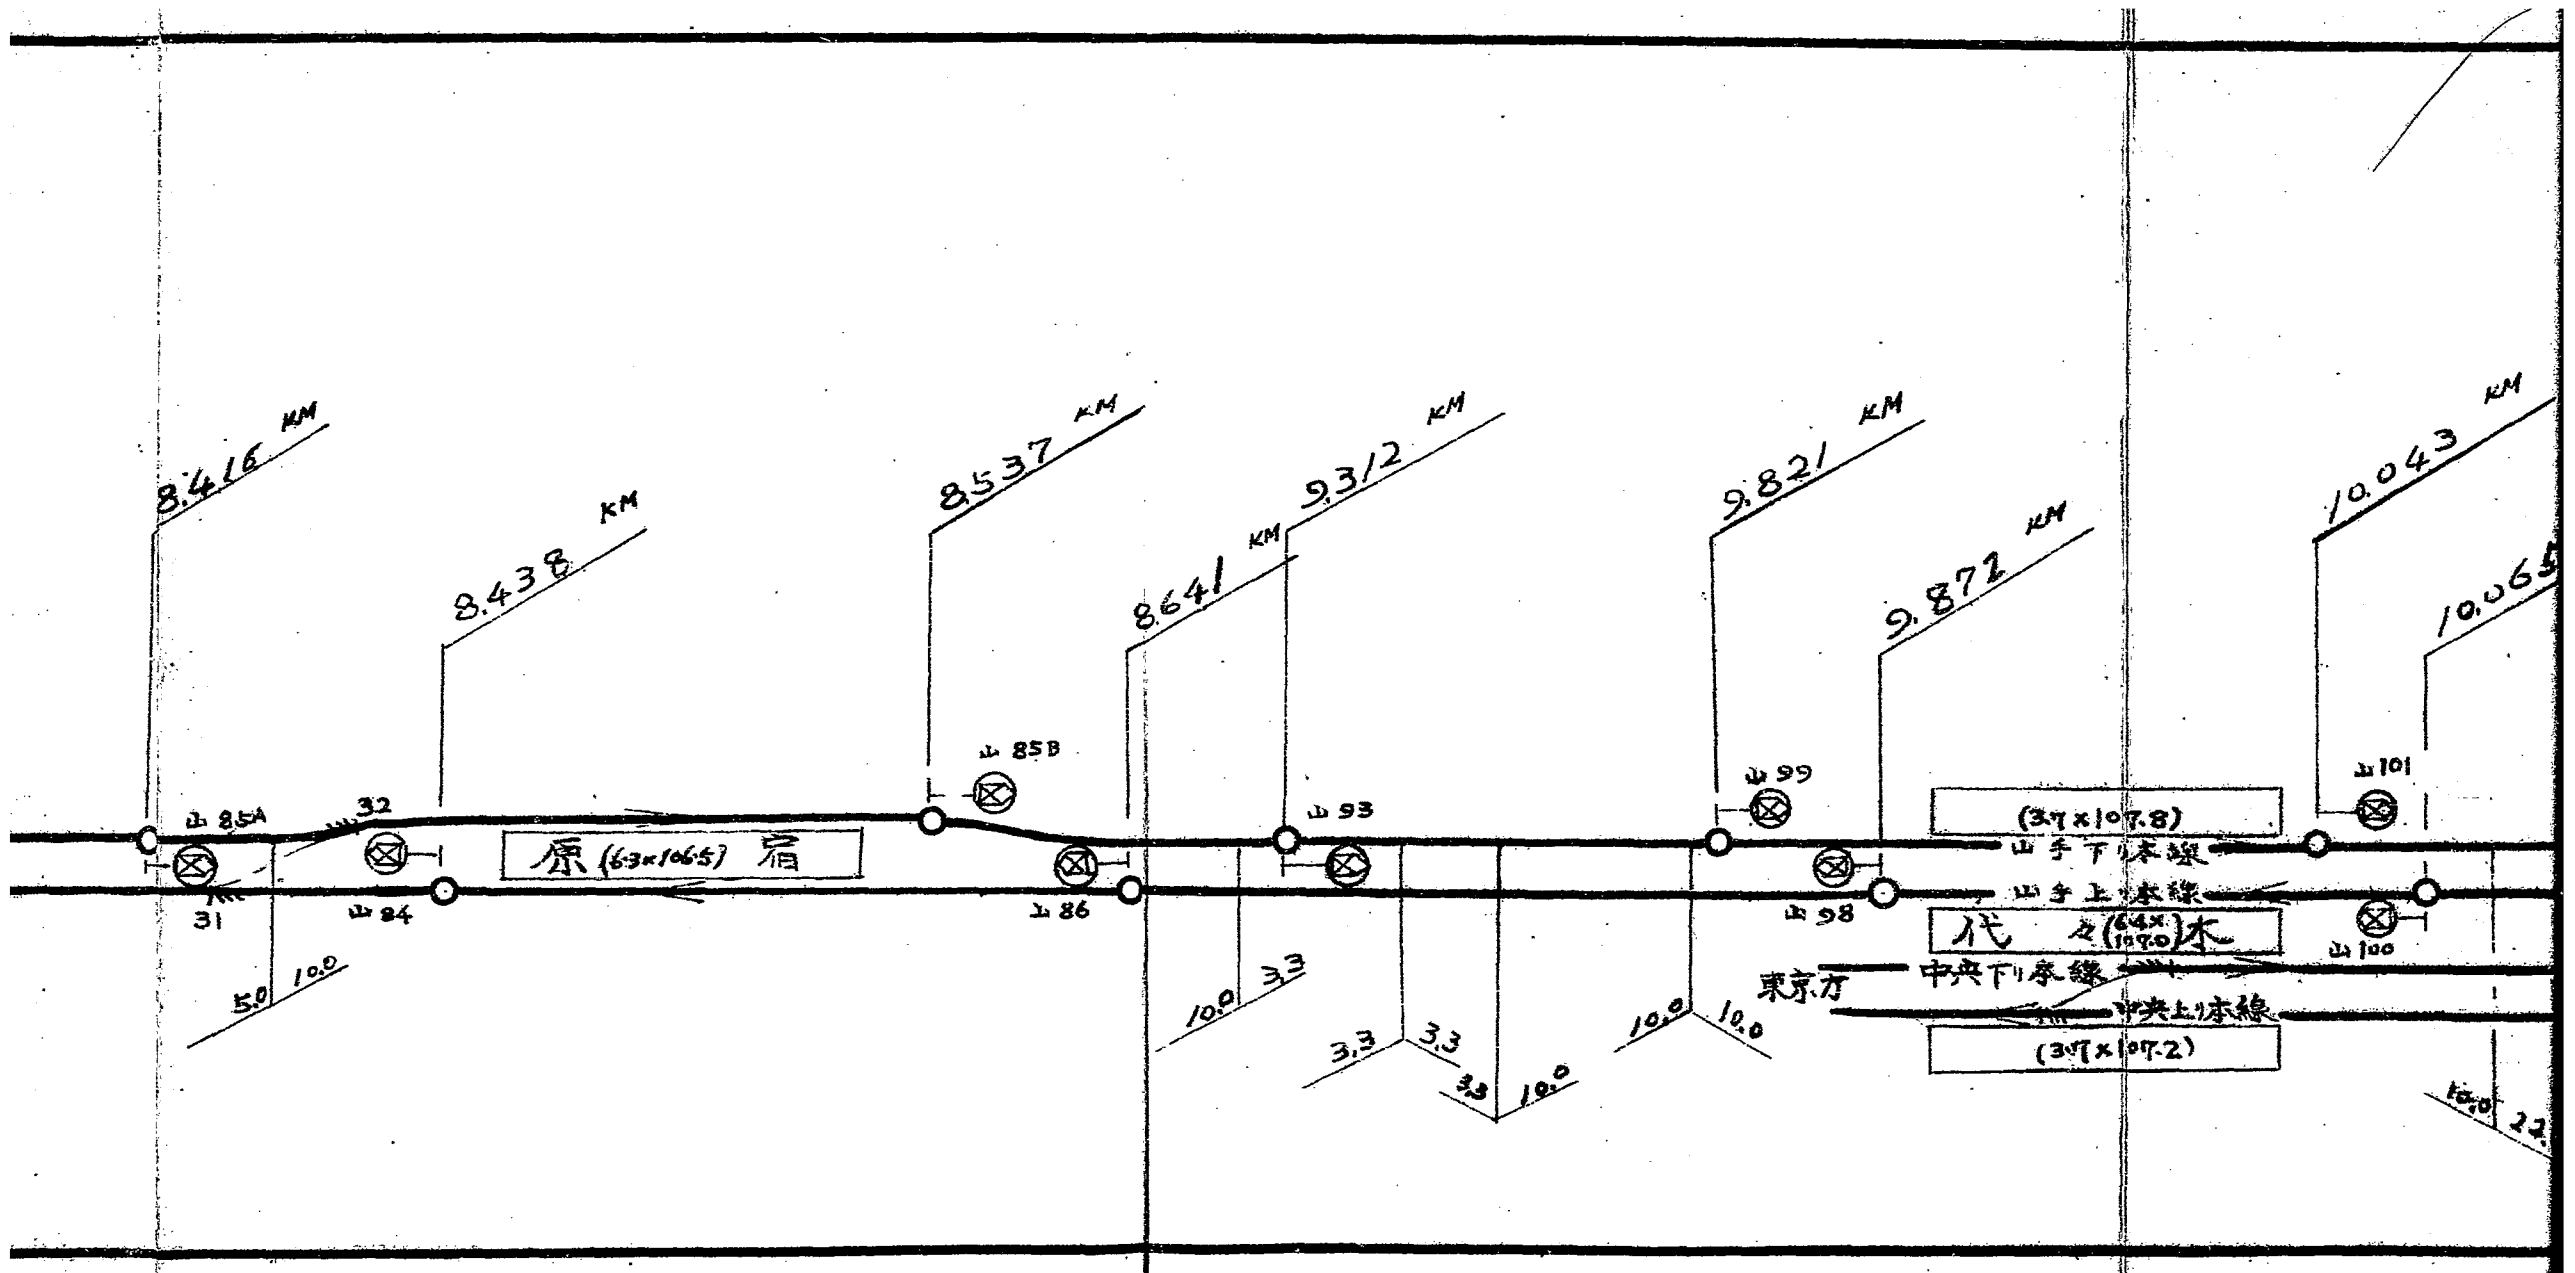 8.416 KM
8.438 KM
8.537 KM
8.641 KM
9.312 KM
9.821 KM
9.872 KM
10.043 KM
10.065
山 85A
32
山 85B
山 93
山 99
山 101
31
山 84
原 (6.3×106.5) 宿
山 86
山 98
山 100
(3.7×107.8)
山手下り本線
山手上り本線
代々(6.4×107.0)木
東京方
中央下り本線
中央上り本線
(3.7×107.2)
5.0 10.0
10.0 3.3
3.3 3.3
3.3 10.0
10.0 10.0
10.0 2.2